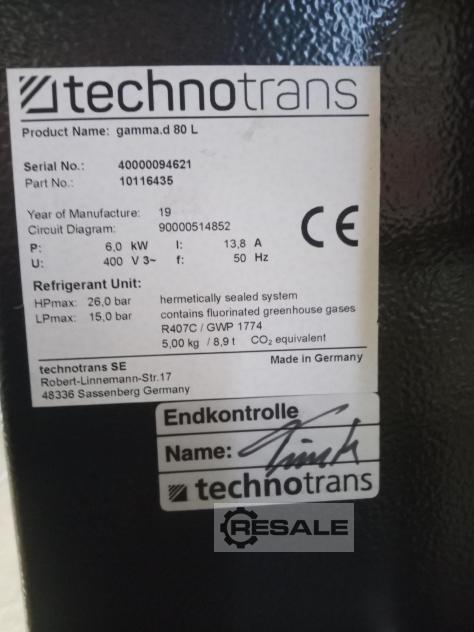 technotrans
Product Name: gamma.d 80 L
Serial No.: 40000094621
Part No.: 10116435
Year of Manufacture: 19
Circuit Diagram: 90000514852
P: 6,0 kW I: 13,8 A
U: 400 V 3~ f: 50 Hz
CE
Refrigerant Unit:
HPmax: 26,0 bar hermetically sealed system
LPmax: 15,0 bar contains fluorinated greenhouse gases
R407C / GWP 1774
5,00 kg / 8,9 t CO₂ equivalent
technotrans SE Made in Germany
Robert-Linnemann-Str.17
48336 Sassenberg Germany
Endkontrolle
Name:
technotrans
RESALE